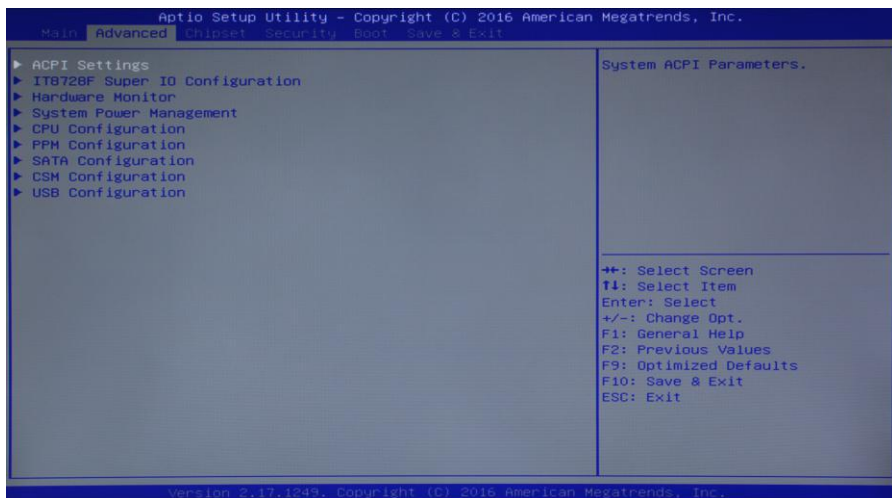 Aptio Setup Utility – Copyright (C) 2016 American Megatrends, Inc.
Main Advanced Chipset Security Boot Save & Exit
► ACPI Settings
► IT8728F Super IO Configuration
► Hardware Monitor
► System Power Management
► CPU Configuration
► PPM Configuration
► SATA Configuration
► CSM Configuration
► USB Configuration
System ACPI Parameters.
→←: Select Screen
↑↓: Select Item
Enter: Select
+/-: Change Opt.
F1: General Help
F2: Previous Values
F9: Optimized Defaults
F10: Save & Exit
ESC: Exit
Version 2.17.1249. Copyright (C) 2016 American Megatrends, Inc.